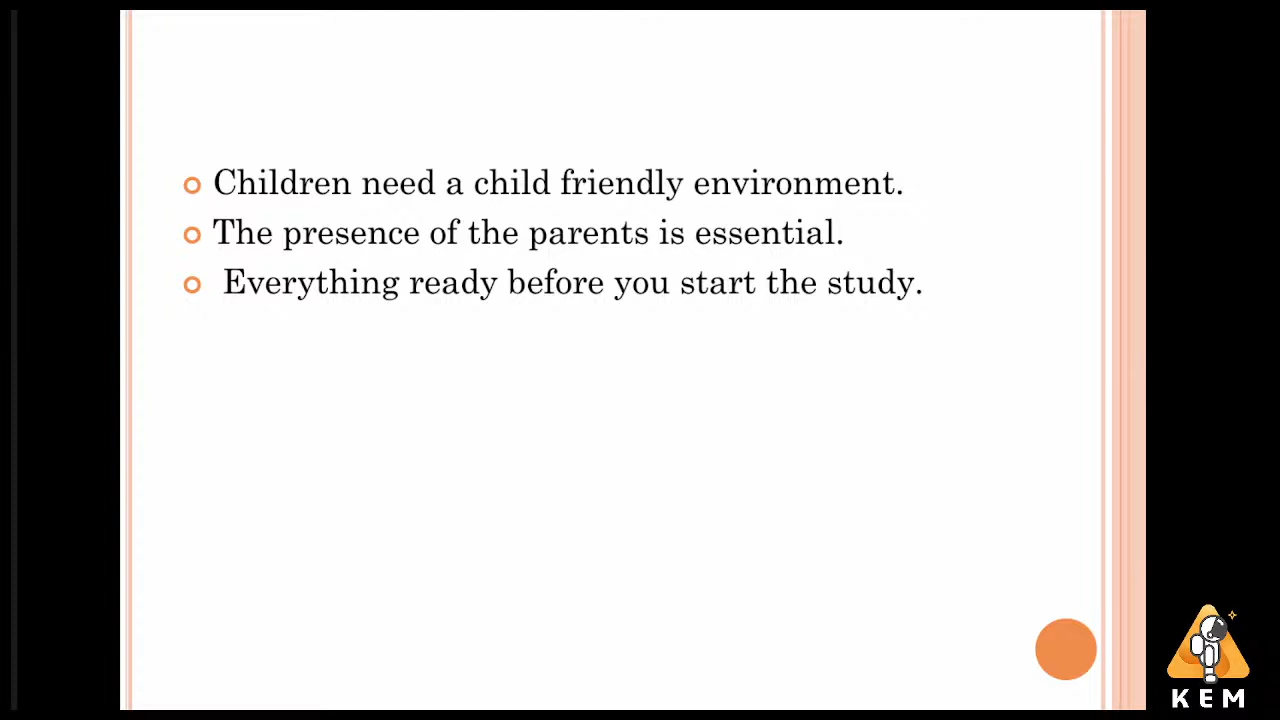 Children need a child friendly environment.
The presence of the parents is essential.
Everything ready before you start the study.
KEM